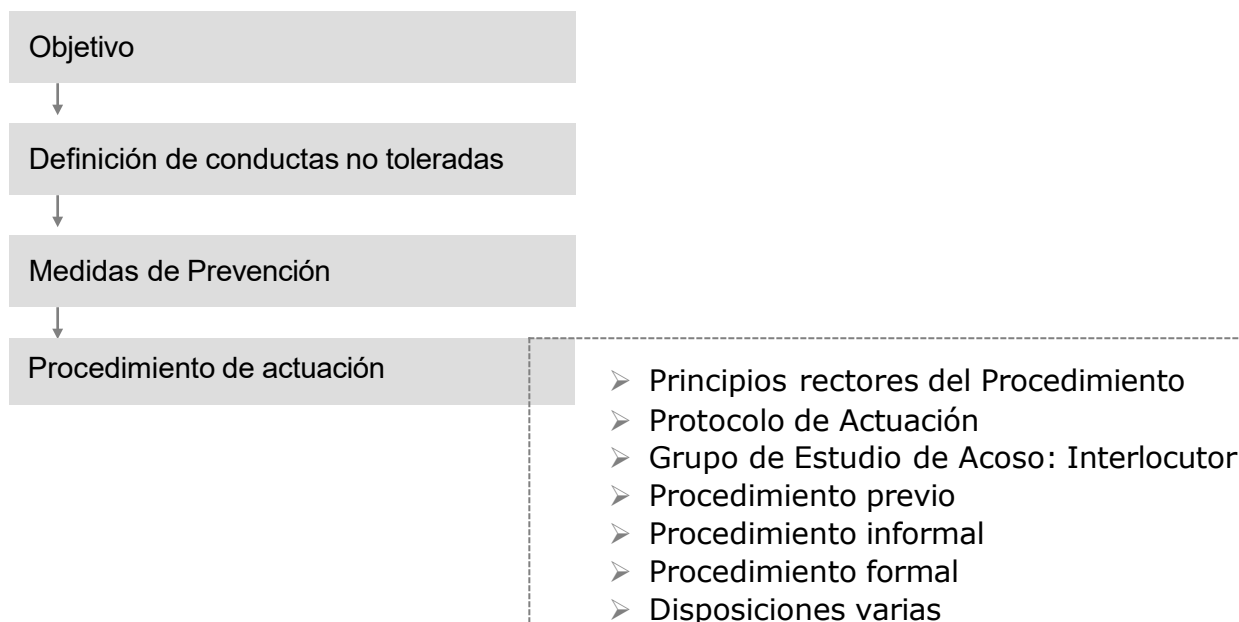 Objetivo
Definición de conductas no toleradas
Medidas de Prevención
Procedimiento de actuación
➢ Principios rectores del Procedimiento
➢ Protocolo de Actuación
➢ Grupo de Estudio de Acoso: Interlocutor
➢ Procedimiento previo
➢ Procedimiento informal
➢ Procedimiento formal
➢ Disposiciones varias